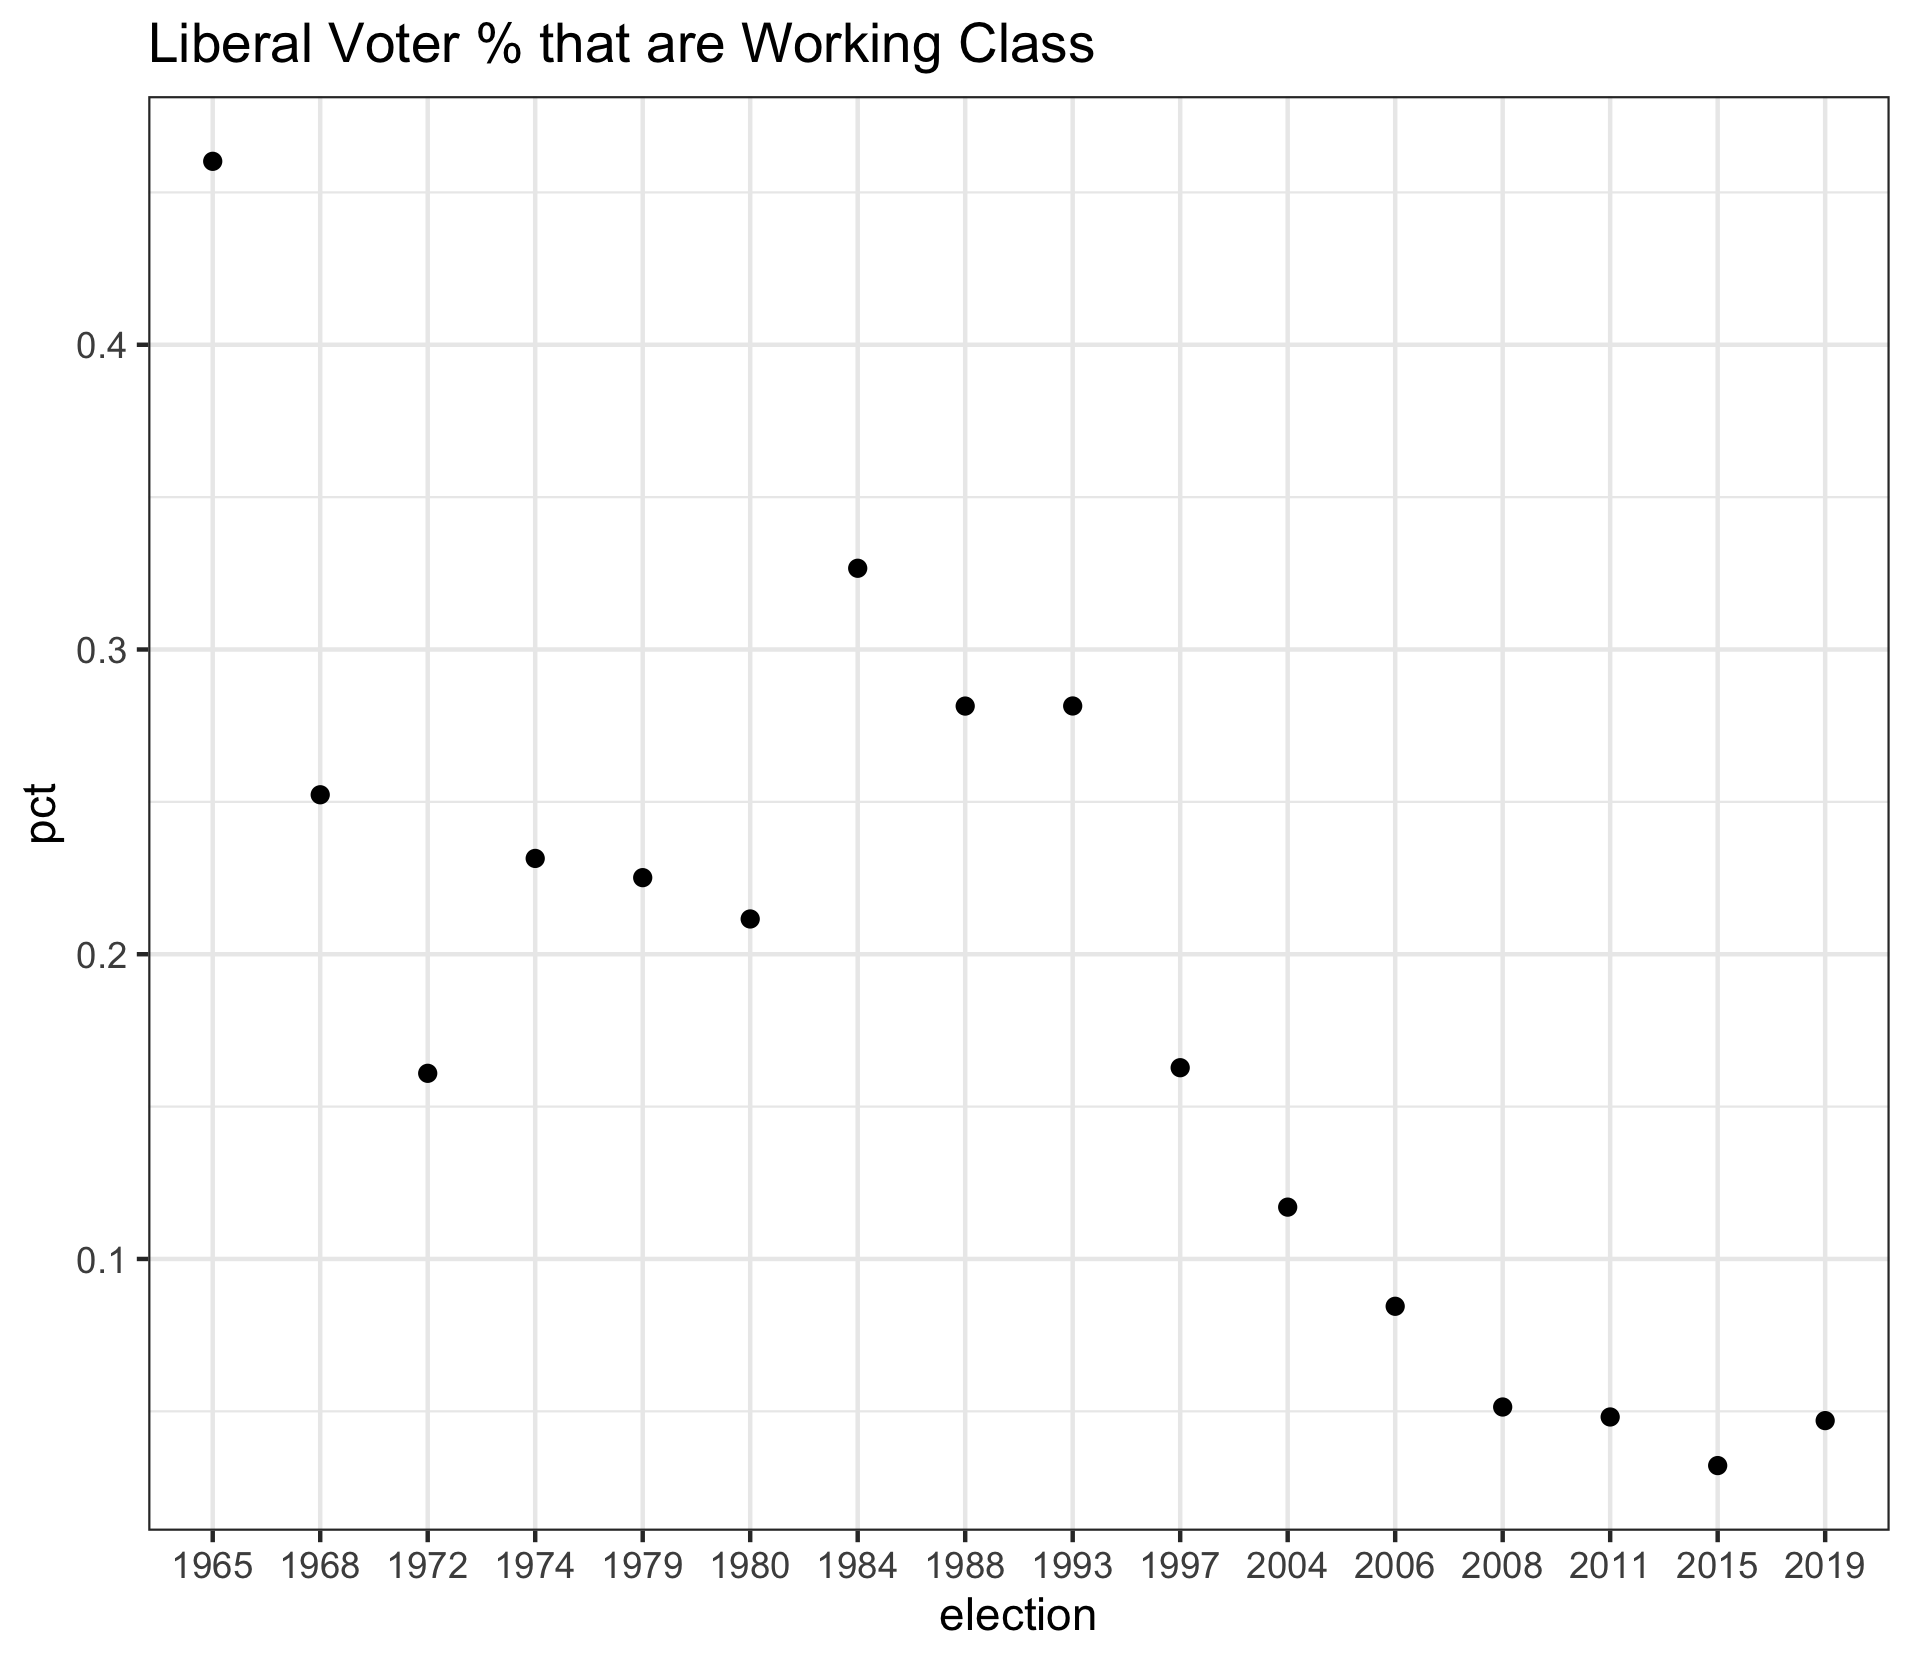 Liberal Voter % that are Working Class
0.4
0.3
0.2
0.1
pct
1965 1968 1972 1974 1979 1980 1984 1988 1993 1997 2004 2006 2008 2011 2015 2019
election